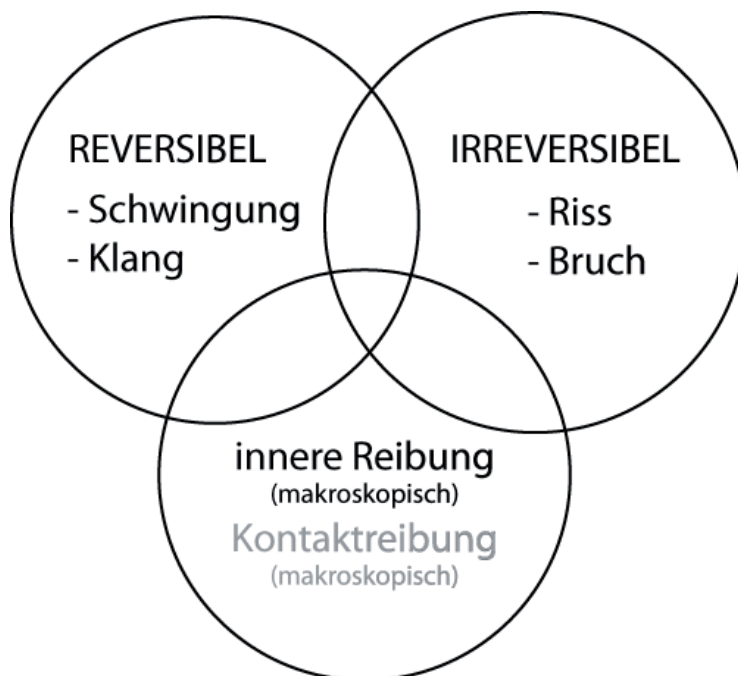 REVERSIBEL
- Schwingung
- Klang
IRREVERSIBEL
- Riss
- Bruch
innere Reibung
(makroskopisch)
Kontaktreibung
(makroskopisch)